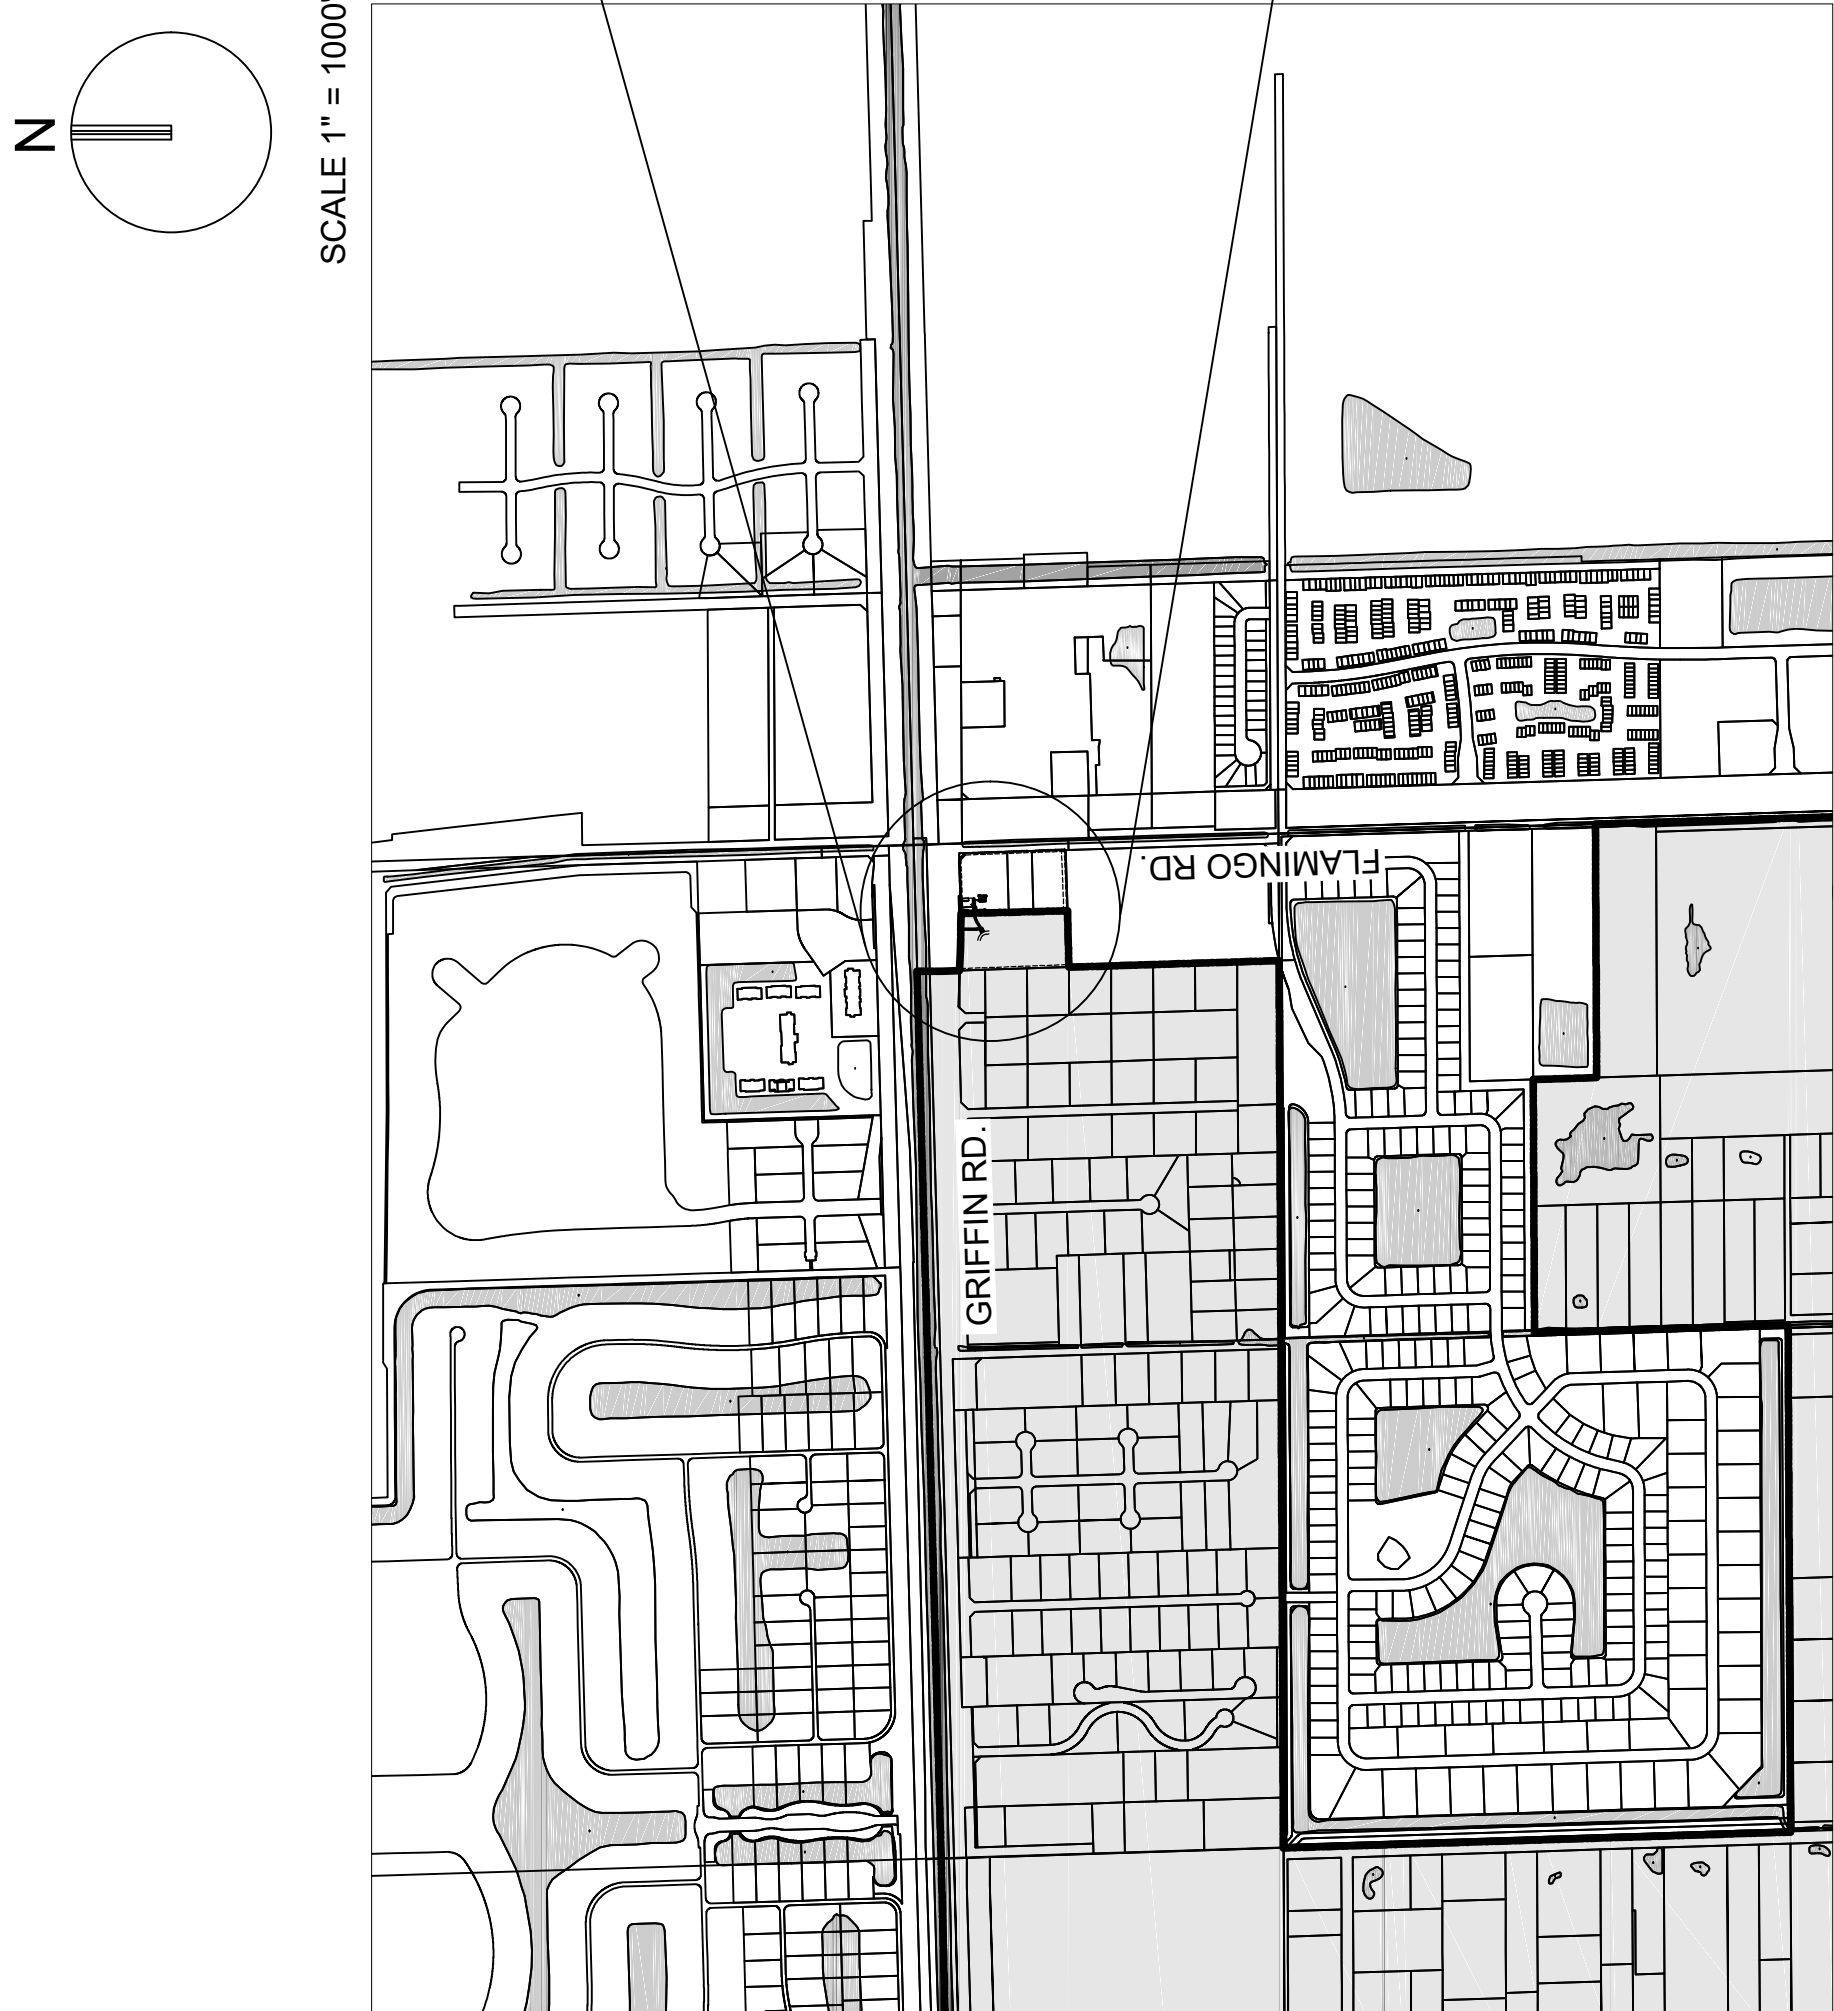 N
SCALE 1" = 1000'
FLAMINGO RD.
GRIFFIN RD.